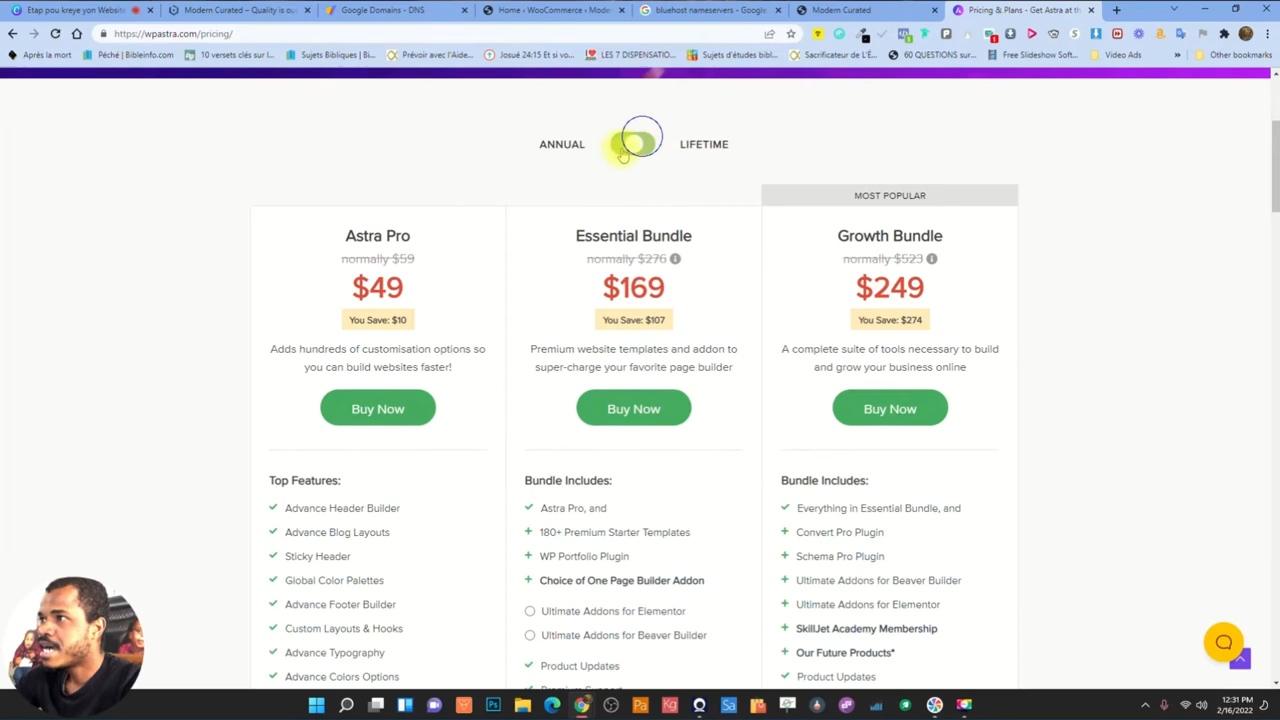 Etap pou kreye yon Website
Modern Curated – Quality is ou
Google Domains - DNS
Home ‹ WooCommerce ‹ Mode
bluehost nameservers - Google
Modern Curated
Pricing & Plans - Get Astra at th
https://wpastra.com/pricing/
Après la mort
Péché | Bibleinfo.com
10 versets clés sur l
Sujets Bibliques |
Prévoir avec l'Aide
Josué 24:15 Et si vo
LES 7 DISPENSATIO
Sujets d'études bibl
Sacrificateur de L'É
60 QUESTIONS sur
Free Slideshow Soft
Video Ads
»
Other bookmarks
ANNUAL
LIFETIME
MOST POPULAR
Astra Pro
normally $59
$49
You Save: $10
Adds hundreds of customisation options so
you can build websites faster!
Buy Now
Top Features:
Advance Header Builder
Advance Blog Layouts
Sticky Header
Global Color Palettes
Advance Footer Builder
Custom Layouts & Hooks
Advance Typography
Advance Colors Options
Essential Bundle
normally $276
$169
You Save: $107
Premium website templates and addon to
super-charge your favorite page builder
Buy Now
Bundle Includes:
Astra Pro, and
180+ Premium Starter Templates
WP Portfolio Plugin
Choice of One Page Builder Addon
Ultimate Addons for Elementor
Ultimate Addons for Beaver Builder
Product Updates
Growth Bundle
normally $523
$249
You Save: $274
A complete suite of tools necessary to build
and grow your business online
Buy Now
Bundle Includes:
Everything in Essential Bundle, and
Convert Pro Plugin
Schema Pro Plugin
Ultimate Addons for Beaver Builder
Ultimate Addons for Elementor
SkillJet Academy Membership
Our Future Products*
Product Updates
12:31 PM
2/16/2022